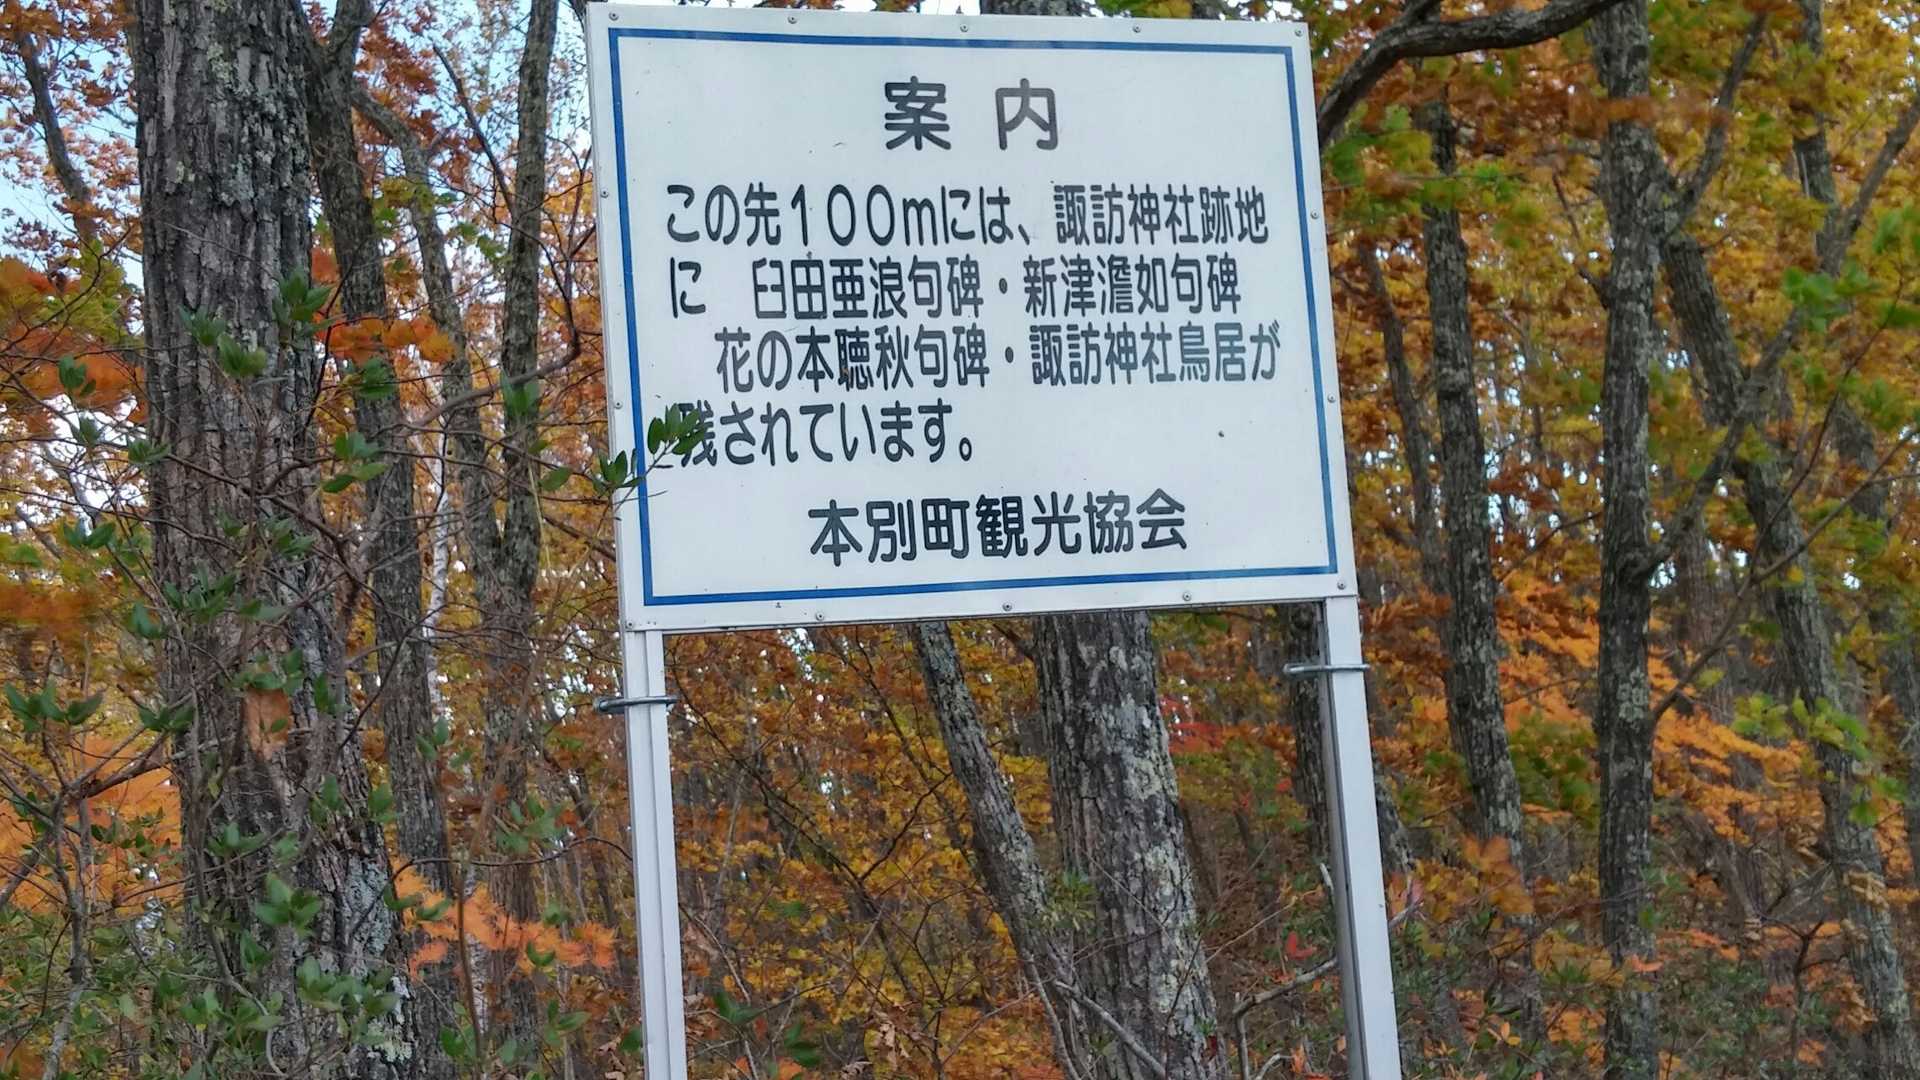 案 内
この先１００ｍには、諏訪神社跡地
に　臼田亜浪句碑・新津澹如句碑
花の本聴秋句碑・諏訪神社鳥居が
残されています。
本別町観光協会